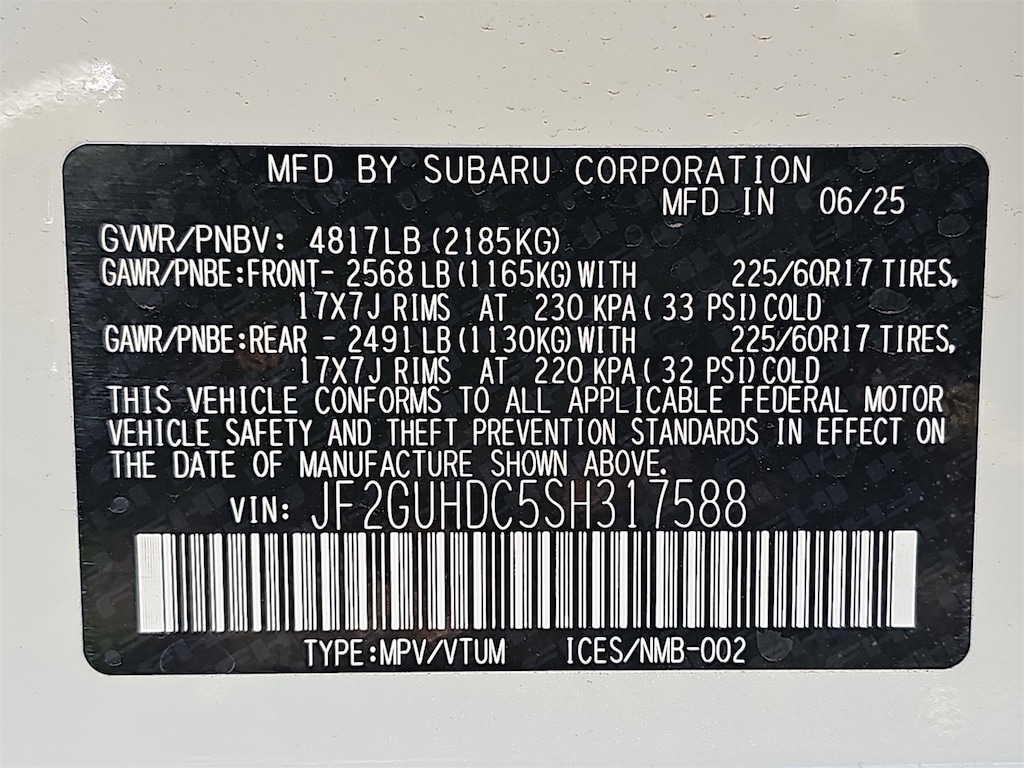 MFD BY SUBARU CORPORATION
MFD IN 06/25
GVWR/PNBV: 4817LB (2185KG)
GAWR/PNBE:FRONT- 2568 LB (1165KG) WITH 225/60R17 TIRES,
17X7J RIMS AT 230 KPA ( 33 PSI) COLD
GAWR/PNBE:REAR - 2491 LB (1130KG) WITH 225/60R17 TIRES,
17X7J RIMS AT 220 KPA ( 32 PSI) COLD
THIS VEHICLE CONFORMS TO ALL APPLICABLE FEDERAL MOTOR
VEHICLE SAFETY AND THEFT PREVENTION STANDARDS IN EFFECT ON
THE DATE OF MANUFACTURE SHOWN ABOVE.
VIN: JF2GUHDC5SH317588
TYPE:MPV/VTUM ICES/NMB-002